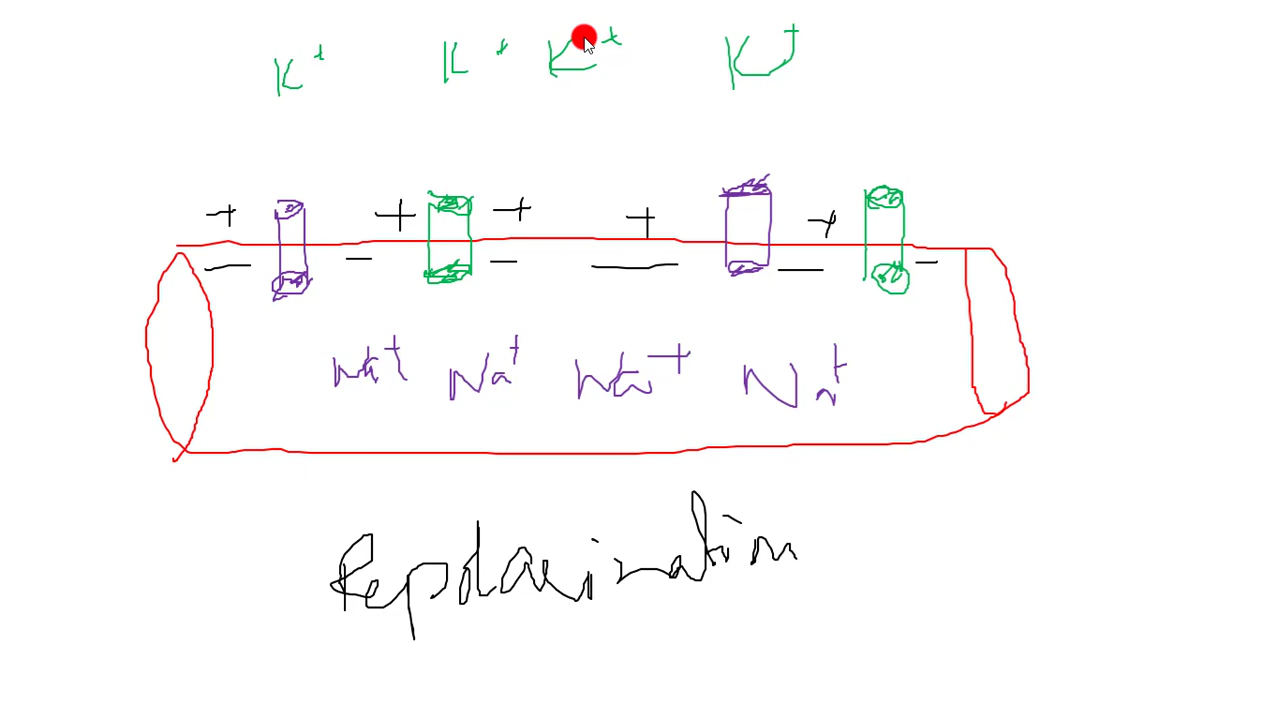 K+ K+ K+ K+
+ + + + +
- - - - -
Na+ Na+ Na+ Na+
Repolarization